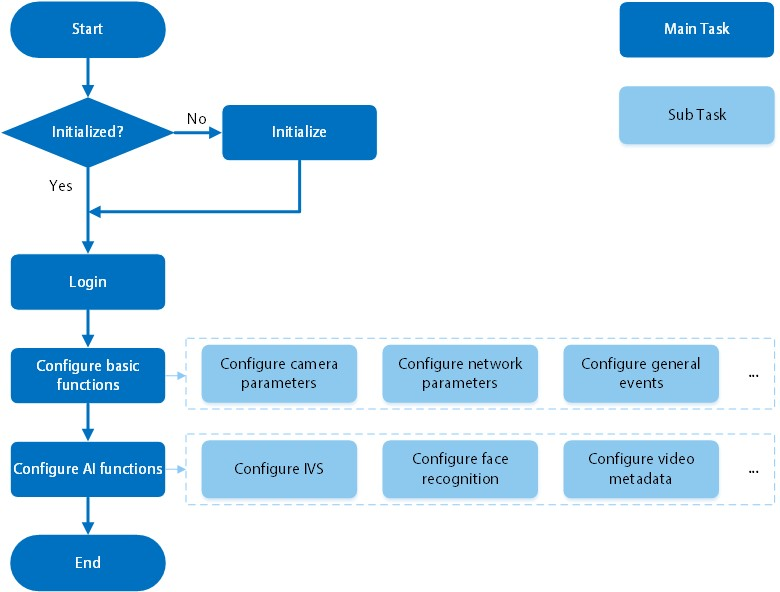 Start
Main Task
Sub Task
Initialized?
No
Initialize
Yes
Login
Configure basic
functions
Configure camera
parameters
Configure network
parameters
Configure general
events
...
Configure AI functions
Configure IVS
Configure face
recognition
Configure video
metadata
...
End